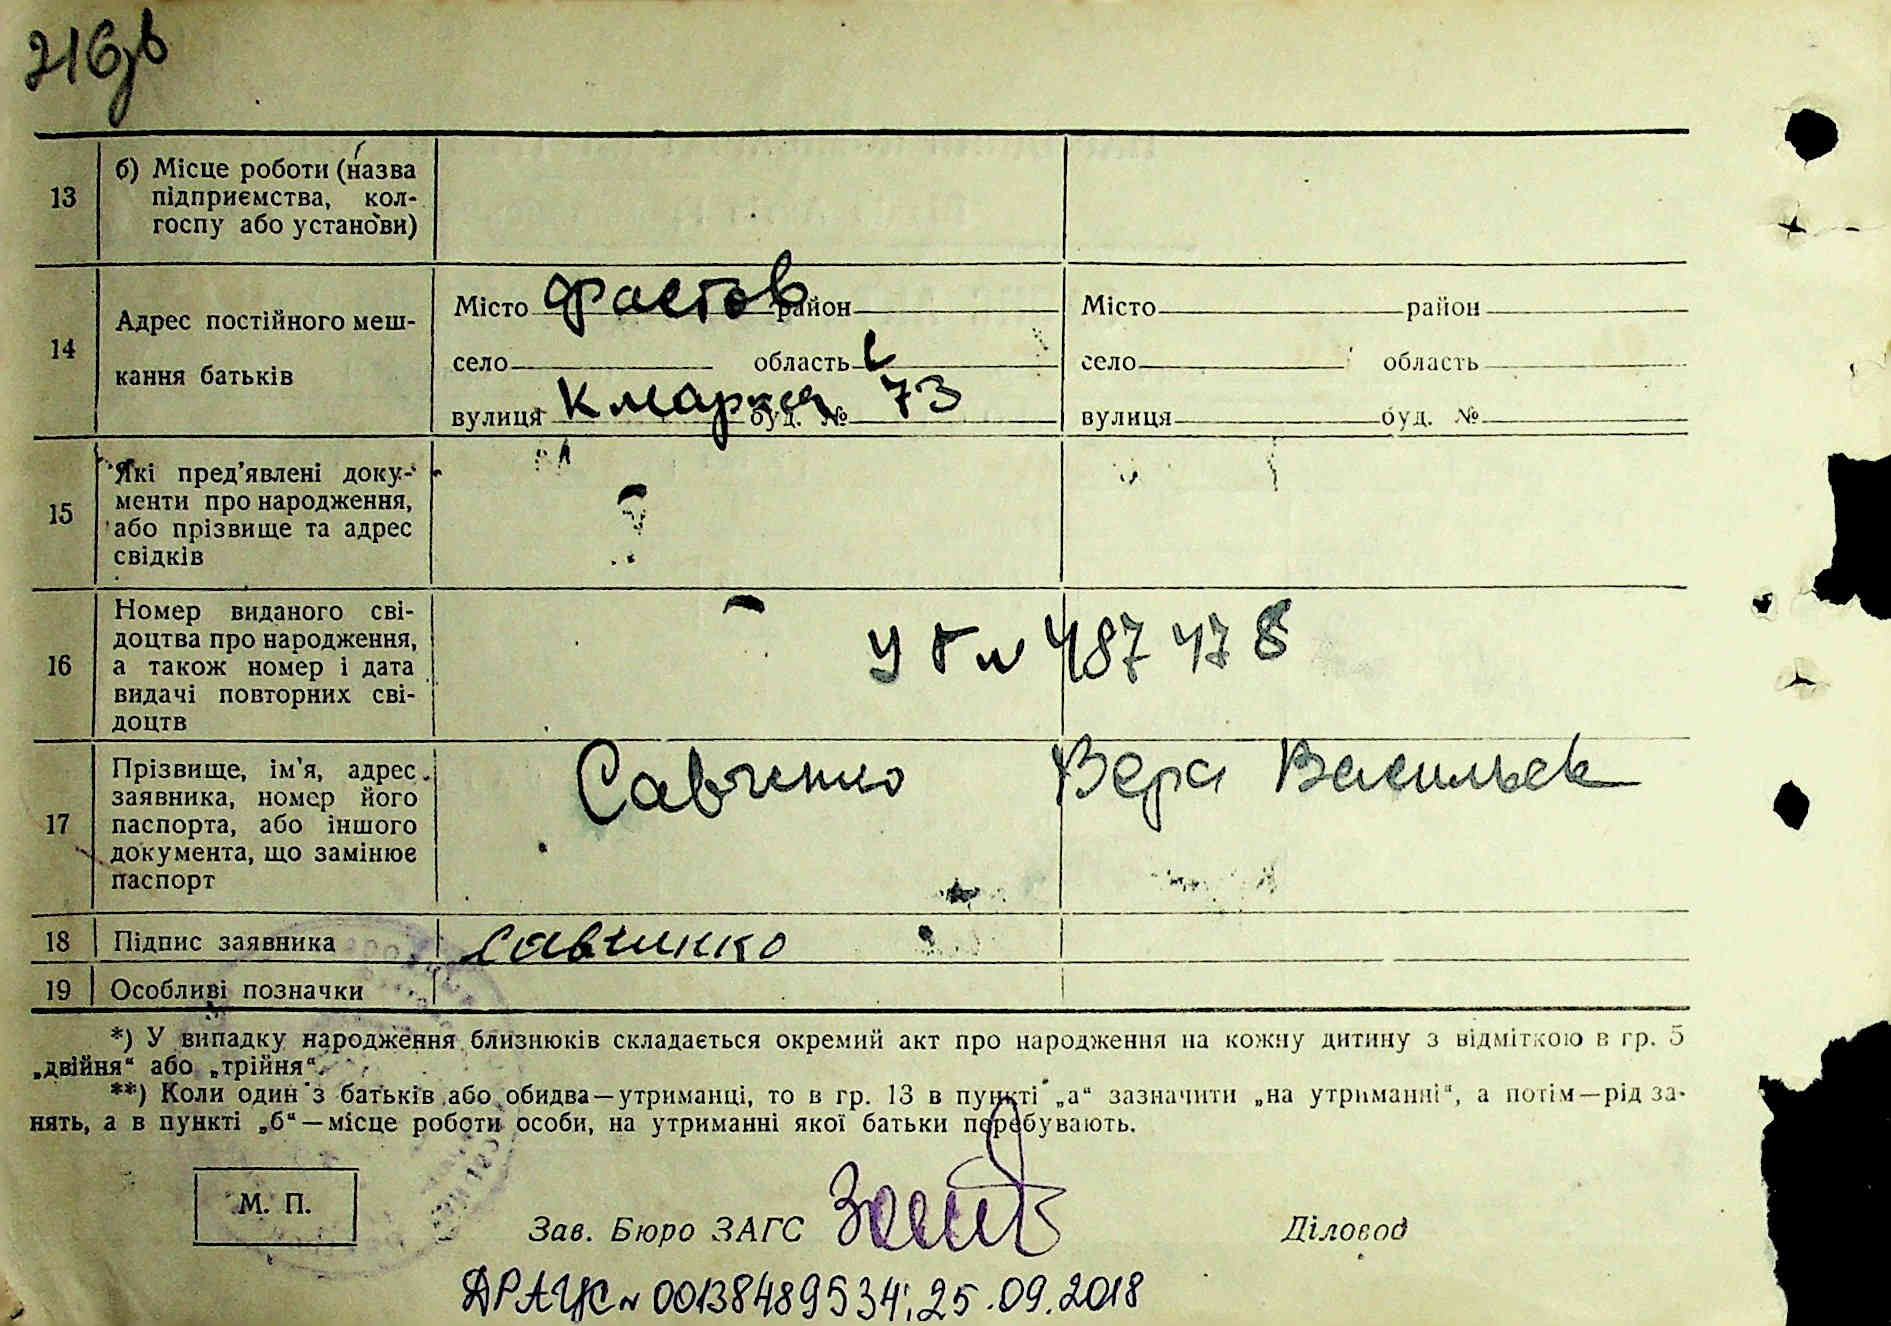 216зв
13
б) Місце роботи (назва
підприємства, кол-
госпу або установи)
14
Адрес постійного меш-
кання батьків
Місто Фастов район
село область
вулиця К Маркса буд. № 73
Місто район
село область
вулиця буд. №
15
Які пред'явлені доку-
менти про народження,
або прізвище та адрес
свідків
16
Номер виданого сві-
доцтва про народження,
а також номер і дата
видачі повторних сві-
доцтв
№ 487478
17
Прізвище, ім'я, адрес
заявника, номер його
паспорта, або іншого
документа, що замінює
паспорт
Савченко Вера Васильев
18
Підпис заявника
Савчинко
19
Особливі позначки
*) У випадку народження близнюків складається окремий акт про народження на кожну дитину з відміткою в гр. 5
„двійня“ або „трійня“.
**) Коли один з батьків або обидва—утриманці, то в гр. 13 в пункті „а“ зазначити „на утриманні“, а потім—рід за-
нять, а в пункті „б“—місце роботи особи, на утриманні якої батьки перебувають.
М. П.
Зав. Бюро ЗАГС
Діловод
ДРАЦС № 00138489534; 25.09.2018